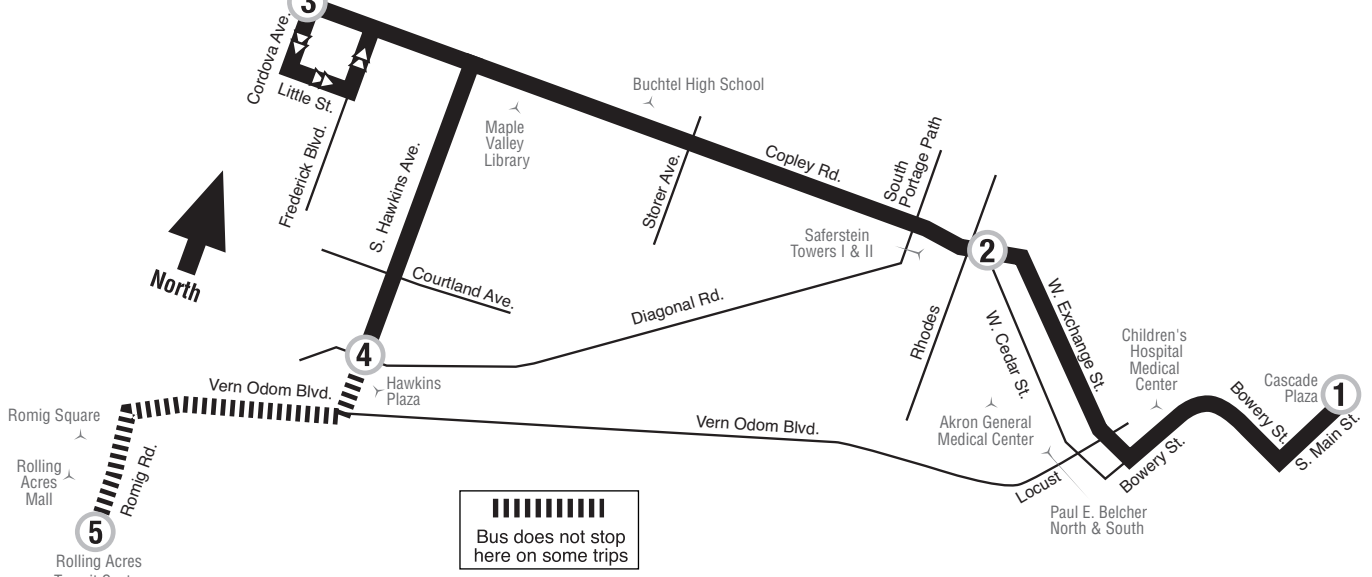 3
Cordova Ave.
Little St.
Frederick Blvd.
S. Hawkins Ave.
Maple
Valley
Library
Buchtel High School
Storer Ave.
Copley Rd.
South
Portage Path
Saferstein
Towers I & II
2
North
Courtland Ave.
Diagonal Rd.
Rhodes
W. Cedar St.
W. Exchange St.
Children's
Hospital
Medical
Center
Cascade
Plaza
1
Bowery St.
S. Main St.
4
Hawkins
Plaza
Vern Odom Blvd.
Romig Square
Rolling
Acres
Mall
Romig Rd.
5
Rolling Acres
Vern Odom Blvd.
Akron General
Medical Center
Locust
Bowery St.
Paul E. Belcher
North & South
Bus does not stop
here on some trips